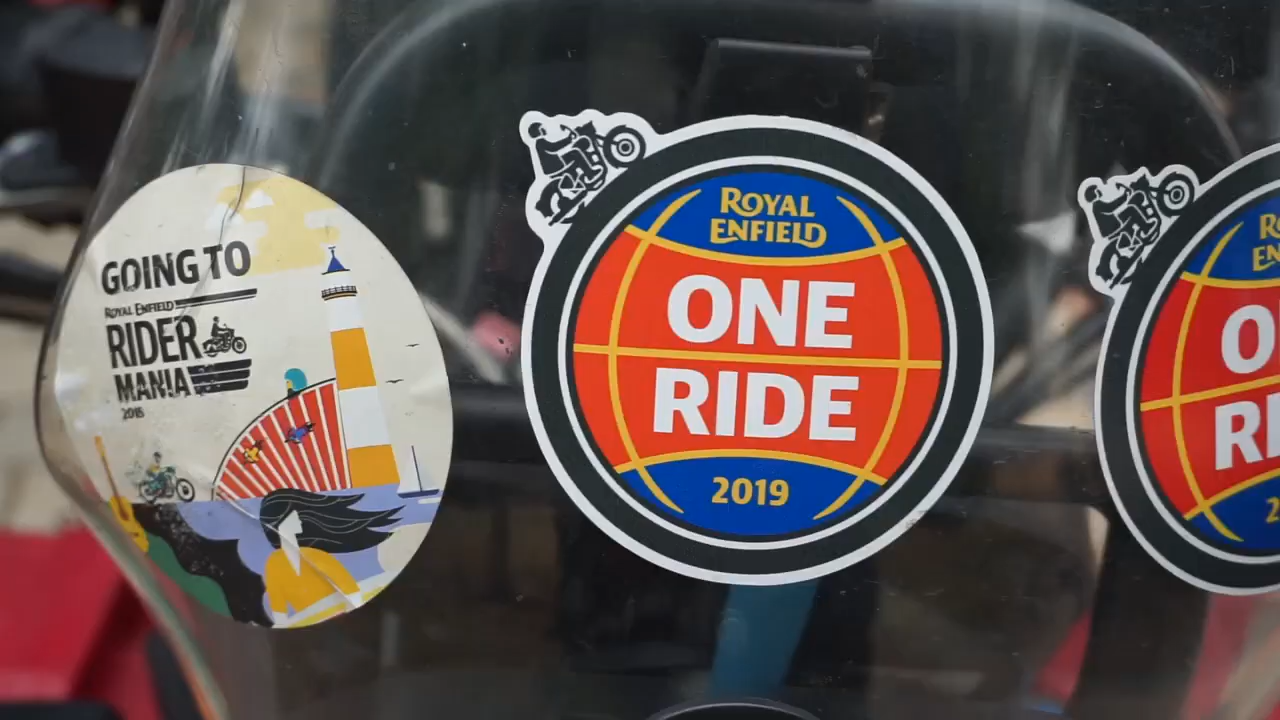 GOING TO
ROYAL ENFIELD
RIDER
MANIA
2018
ROYAL
ENFIELD
ONE
RIDE
2019